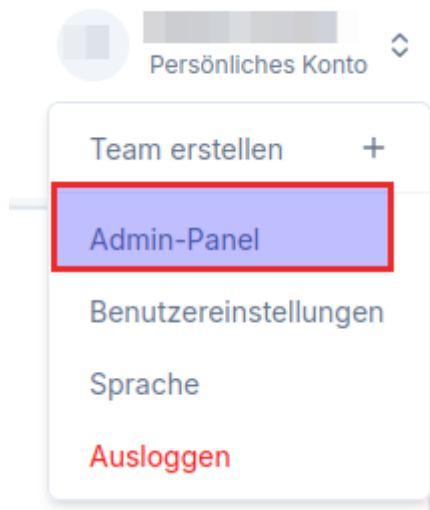 Persönliches Konto
Team erstellen +
Admin-Panel
Benutzereinstellungen
Sprache
Ausloggen